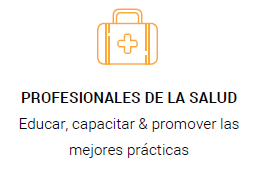 PROFESIONALES DE LA SALUD
Educar, capacitar & promover las
mejores prácticas